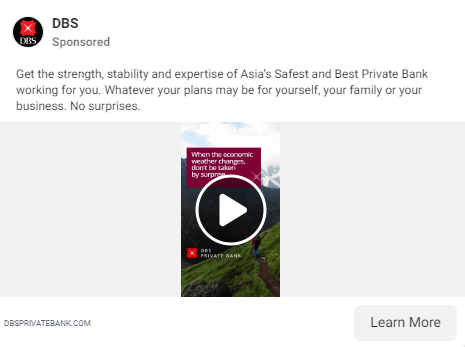 DBS
DBS
Sponsored
Get the strength, stability and expertise of Asia's Safest and Best Private Bank
working for you. Whatever your plans may be for yourself, your family or your
business. No surprises.
When the economic
weather changes,
don't be taken
by surprise
DBS
PRIVATE BANK
DBSPRIVATEBANK.COM
Learn More